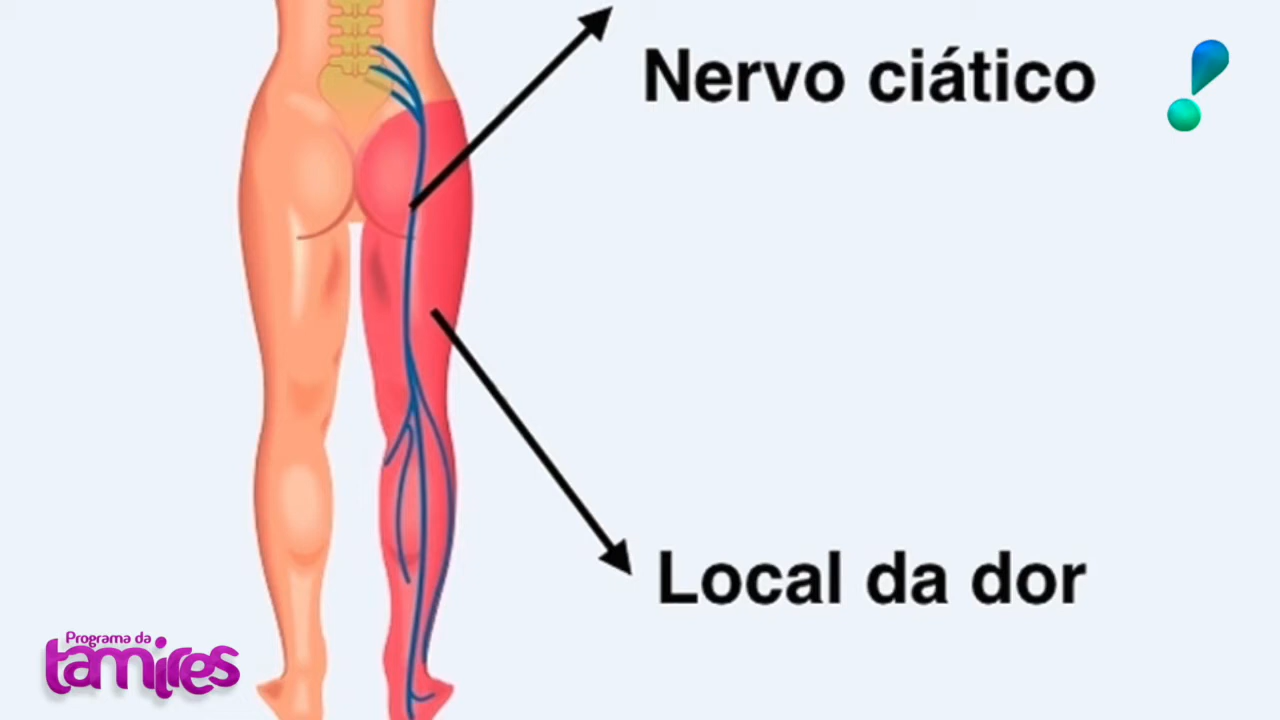 Nervo ciático
Local da dor
Programa da
tamires